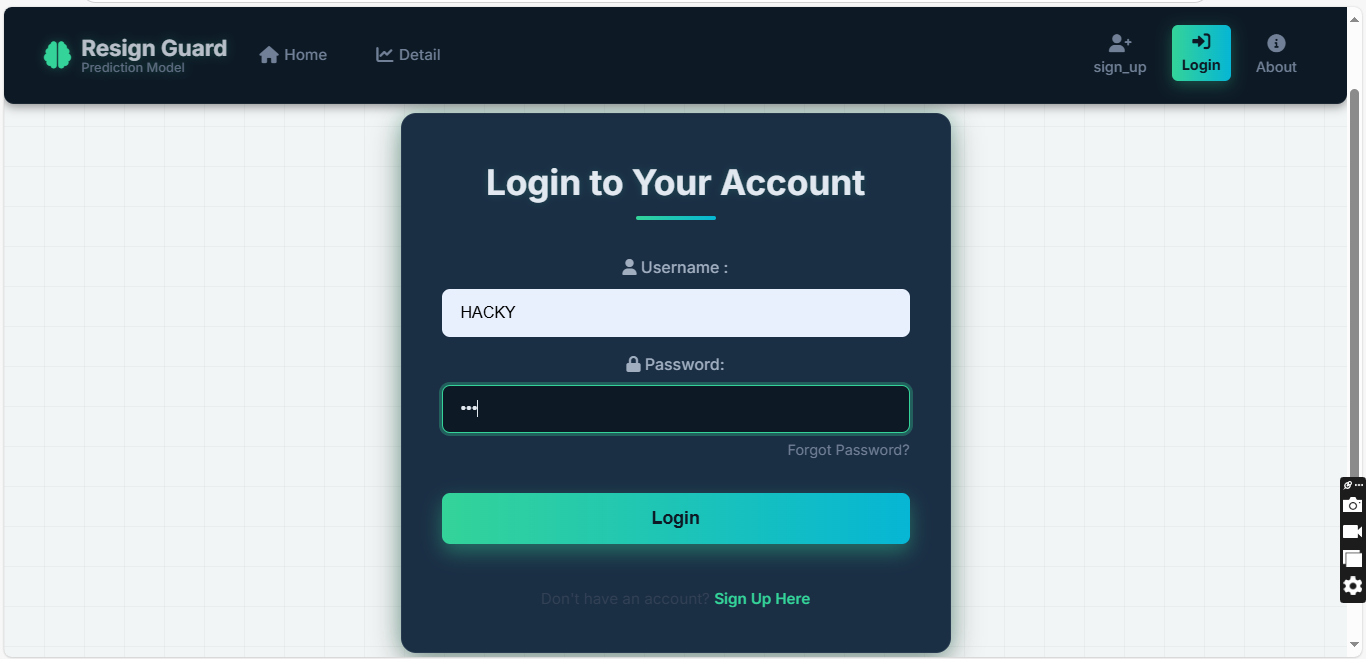 Resign Guard
Prediction Model
Home
Detail
sign_up
Login
About
Login to Your Account
Username :
HACKY
Password:
•••
Forgot Password?
Login
Don't have an account? Sign Up Here